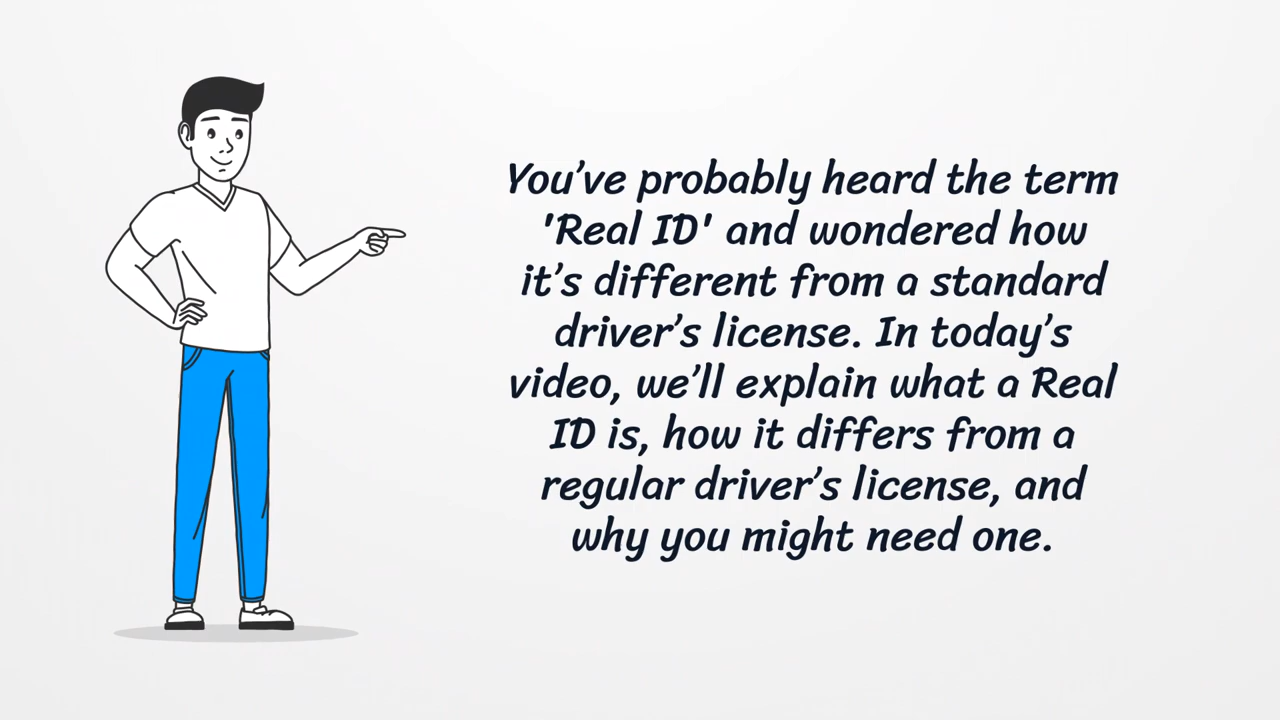 You’ve probably heard the term
'Real ID' and wondered how
it’s different from a standard
driver’s license. In today’s
video, we’ll explain what a Real
ID is, how it differs from a
regular driver’s license, and
why you might need one.